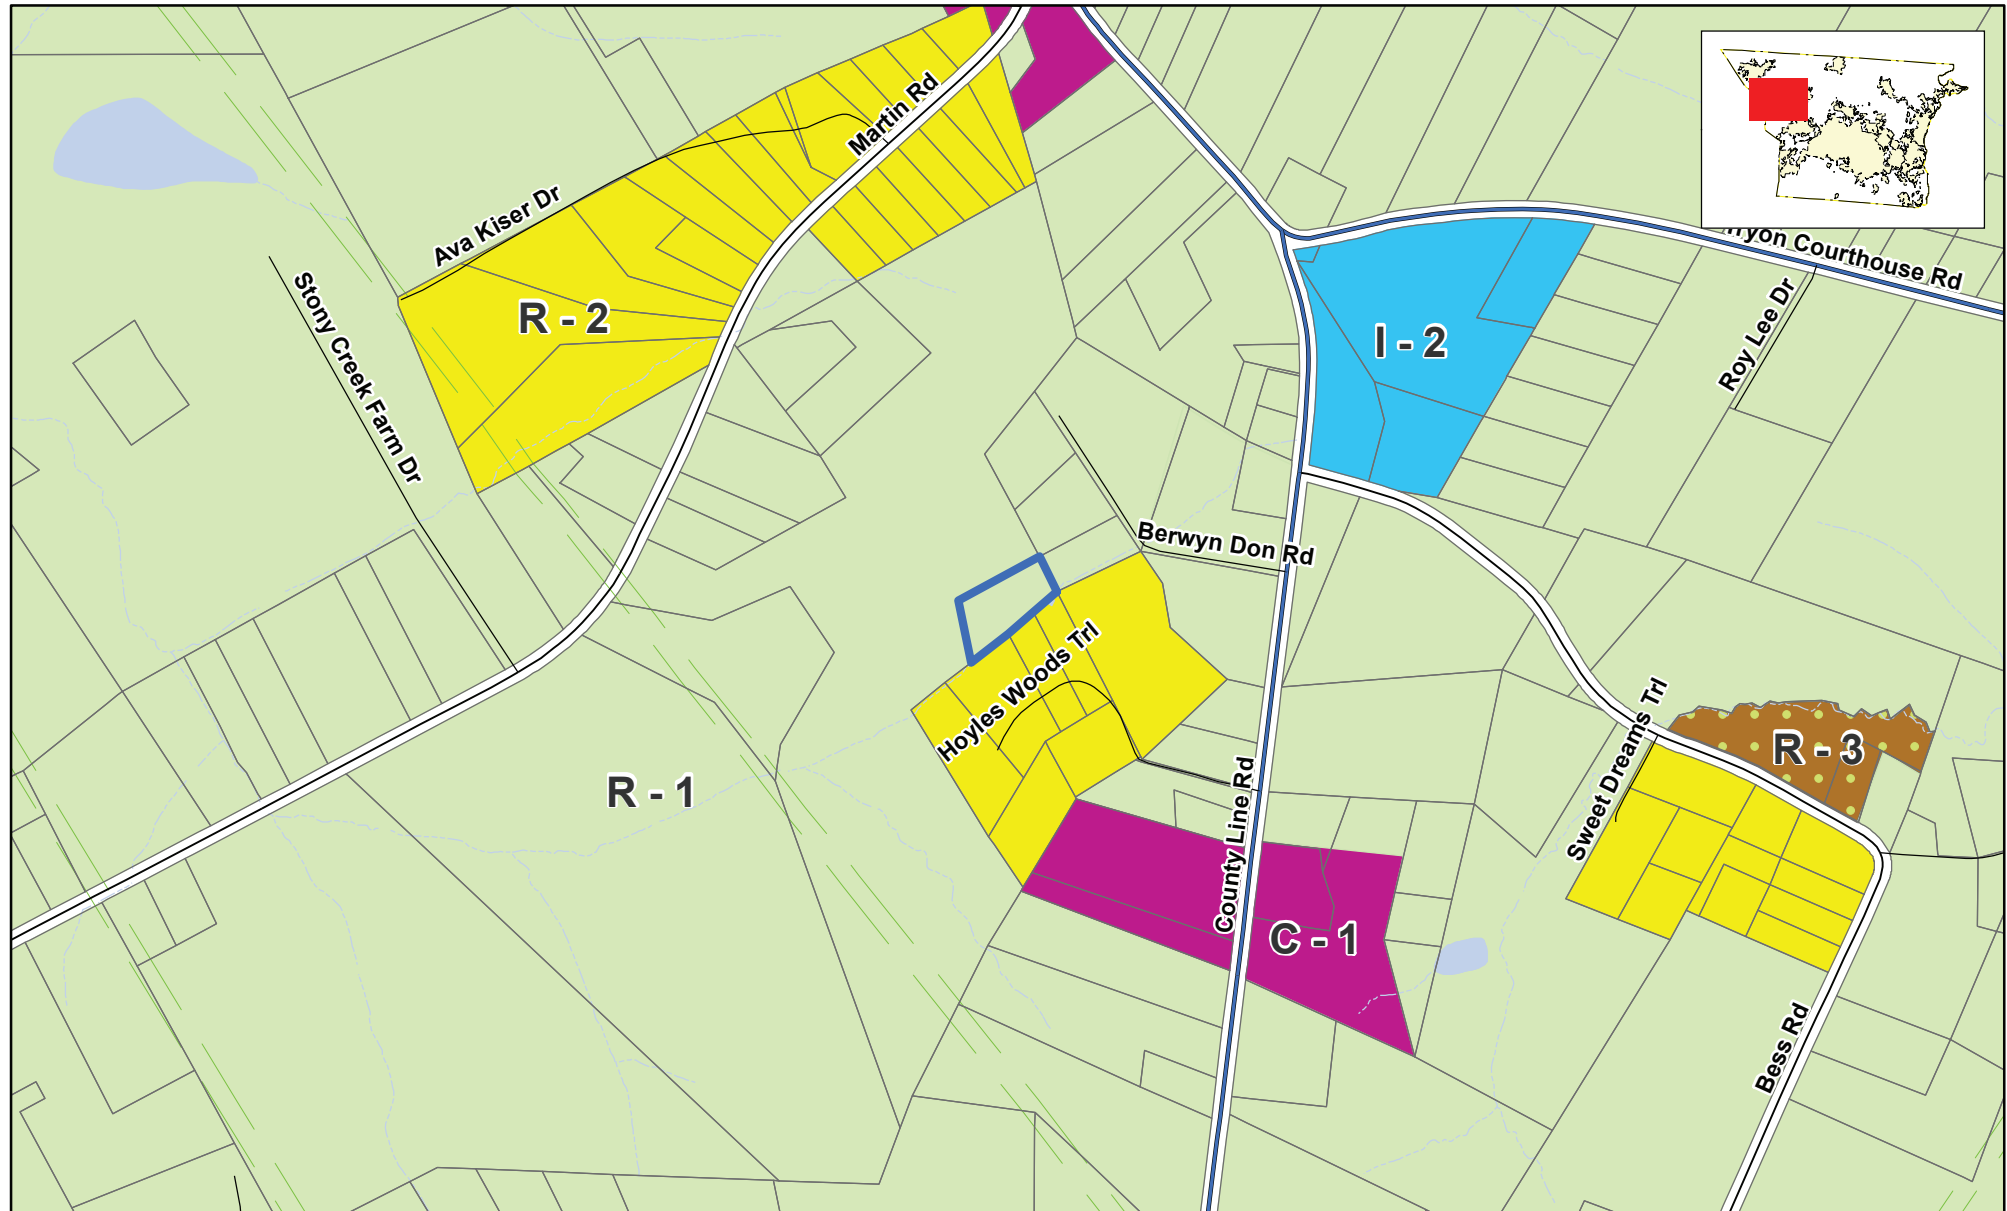 Martin Rd
Ava Kiser Dr
yon Courthouse Rd
Stony Creek Farm Dr
R - 2
I - 2
Roy Lee Dr
Berwyn Don Rd
Hoyles Woods Trl
Sweet Dreams Trl
R - 3
R - 1
County Line Rd
C - 1
Bess Rd